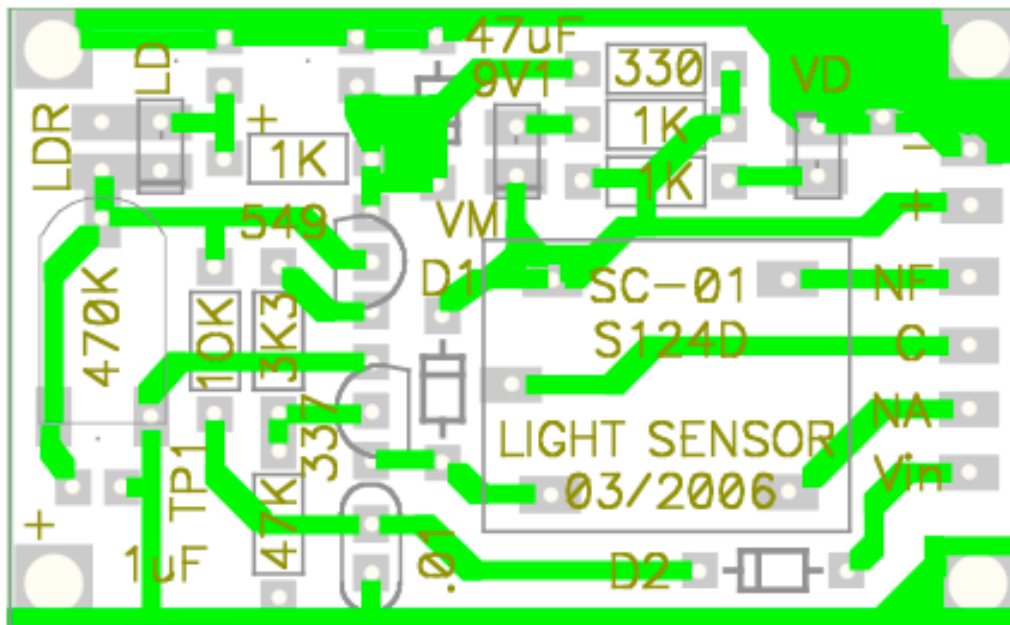 47uF
LD
9V1
330
VD
LDR
+
1K
1K
-
1K
549
VM
+
D1
SC-01
NF
470K
10K
3K3
S124D
C
337
NA
LIGHT SENSOR
TP1
Vin
47K
03/2006
+
1uF
.01
D2